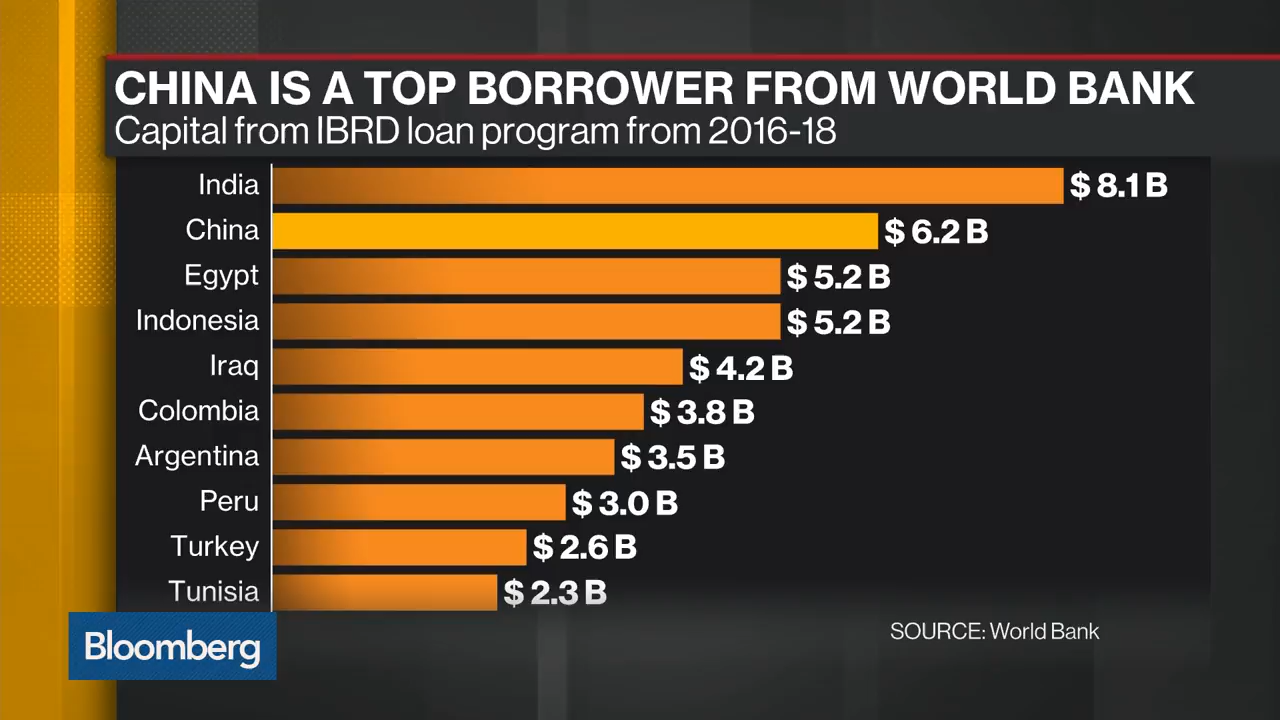 CHINA IS A TOP BORROWER FROM WORLD BANK
Capital from IBRD loan program from 2016-18
India $ 8.1 B
China $ 6.2 B
Egypt $ 5.2 B
Indonesia $ 5.2 B
Iraq $ 4.2 B
Colombia $ 3.8 B
Argentina $ 3.5 B
Peru $ 3.0 B
Turkey $ 2.6 B
Tunisia $ 2.3 B
SOURCE: World Bank
Bloomberg